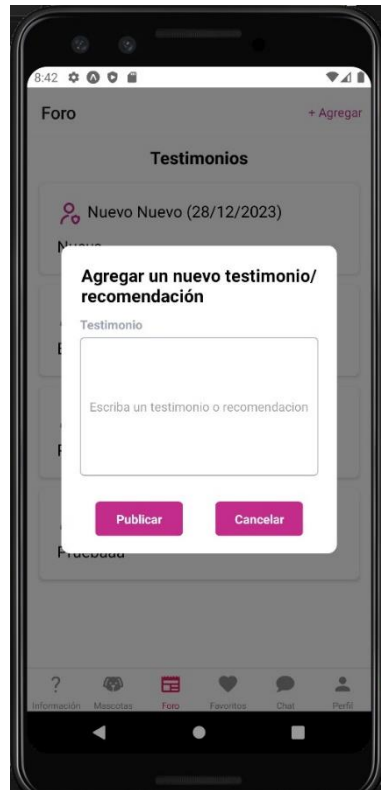 8:42
Foro
+ Agregar
Testimonios
Nuevo Nuevo (28/12/2023)
Agregar un nuevo testimonio/
recomendación
Testimonio
Escriba un testimonio o recomendacion
Publicar
Cancelar
Información
Mascotas
Foro
Favoritos
Chat
Perfil